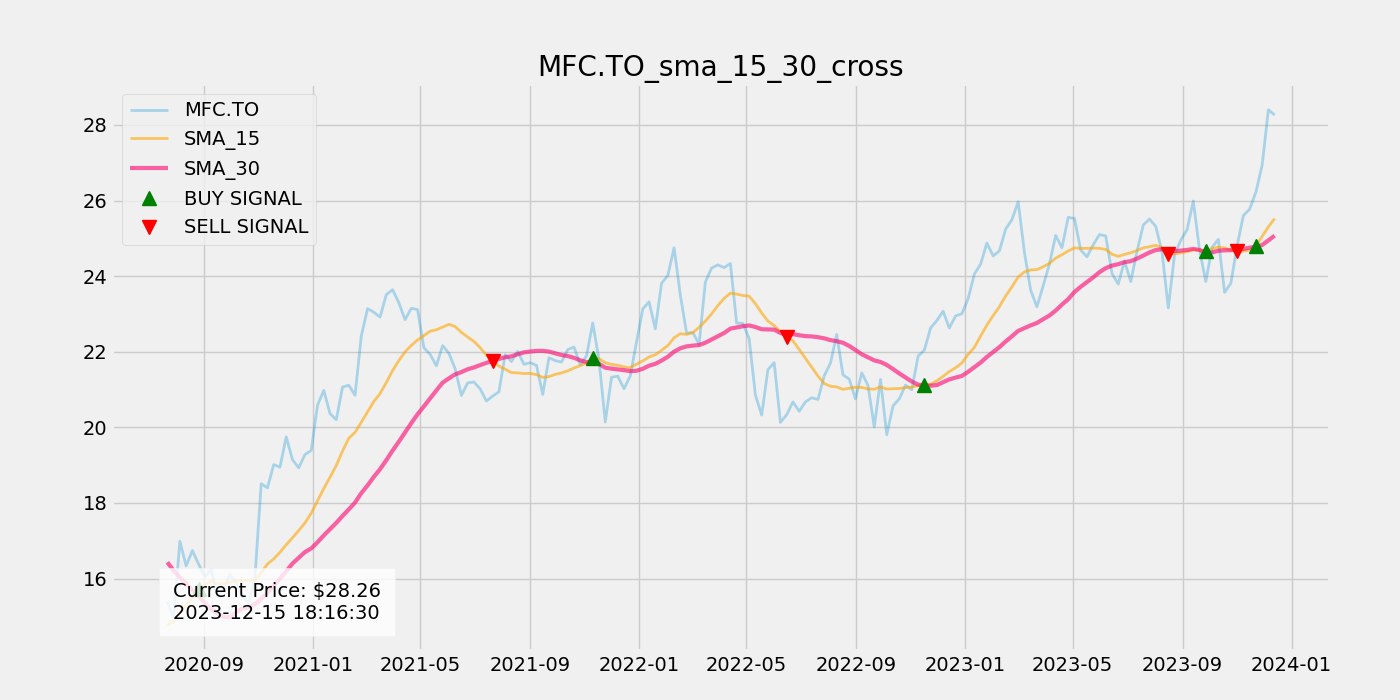 MFC.TO_sma_15_30_cross
MFC.TO
SMA_15
SMA_30
BUY SIGNAL
SELL SIGNAL
28
26
24
22
20
18
16
Current Price: $28.26
2023-12-15 18:16:30
2020-09 2021-01 2021-05 2021-09 2022-01 2022-05 2022-09 2023-01 2023-05 2023-09 2024-01